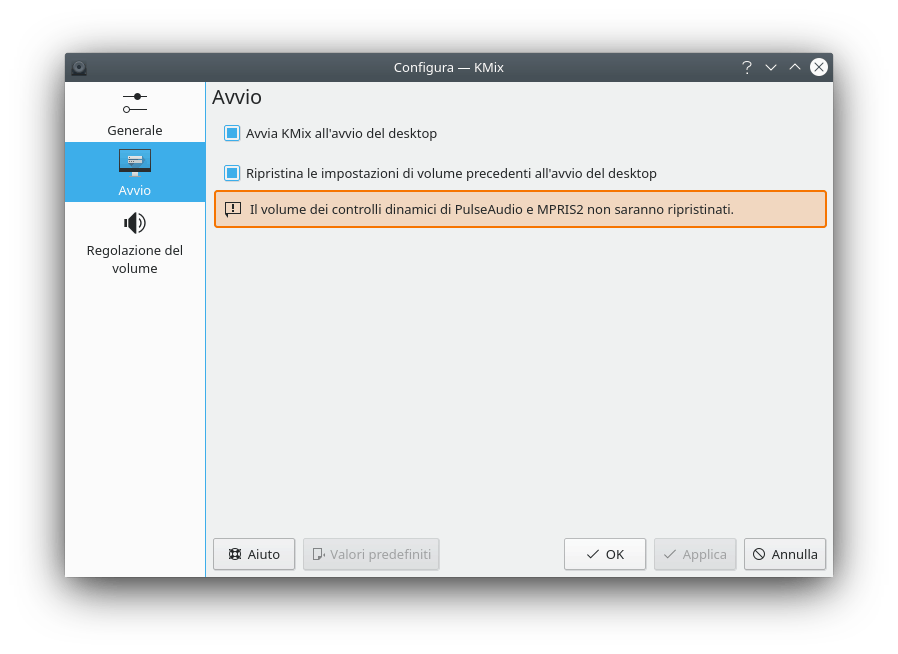 Configura — KMix
Generale
Avvio
Regolazione del
volume
Avvio
Avvia KMix all'avvio del desktop
Ripristina le impostazioni di volume precedenti all'avvio del desktop
Il volume dei controlli dinamici di PulseAudio e MPRIS2 non saranno ripristinati.
Aiuto
Valori predefiniti
OK
Applica
Annulla